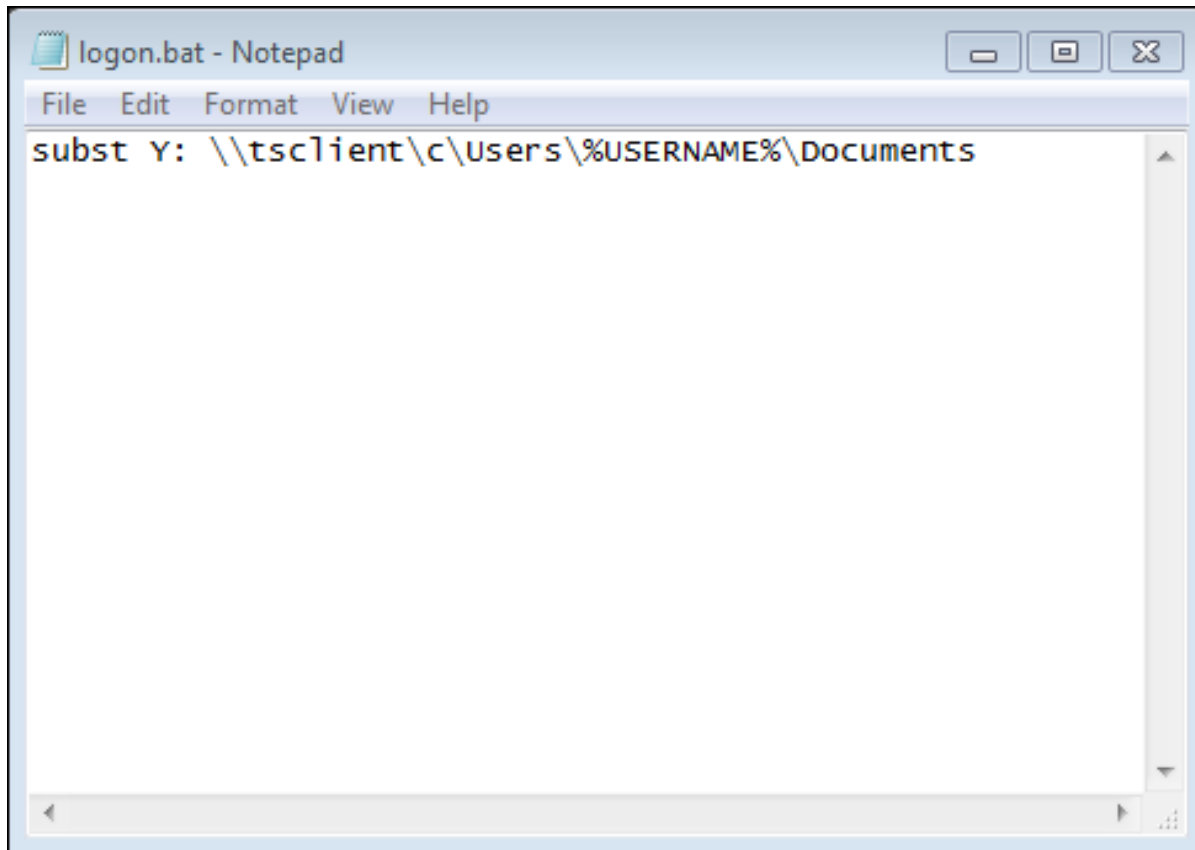 logon.bat - Notepad
File Edit Format View Help
subst Y: \\tsclient\c\Users\%USERNAME%\Documents